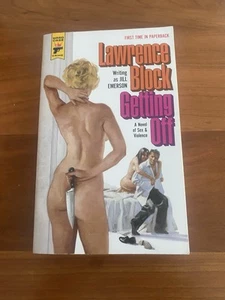 FIRST TIME IN PAPERBACK
Lawrence
Block
Writing
as JILL
EMERSON
Getting
Off
A Novel
of Sex &
Violence